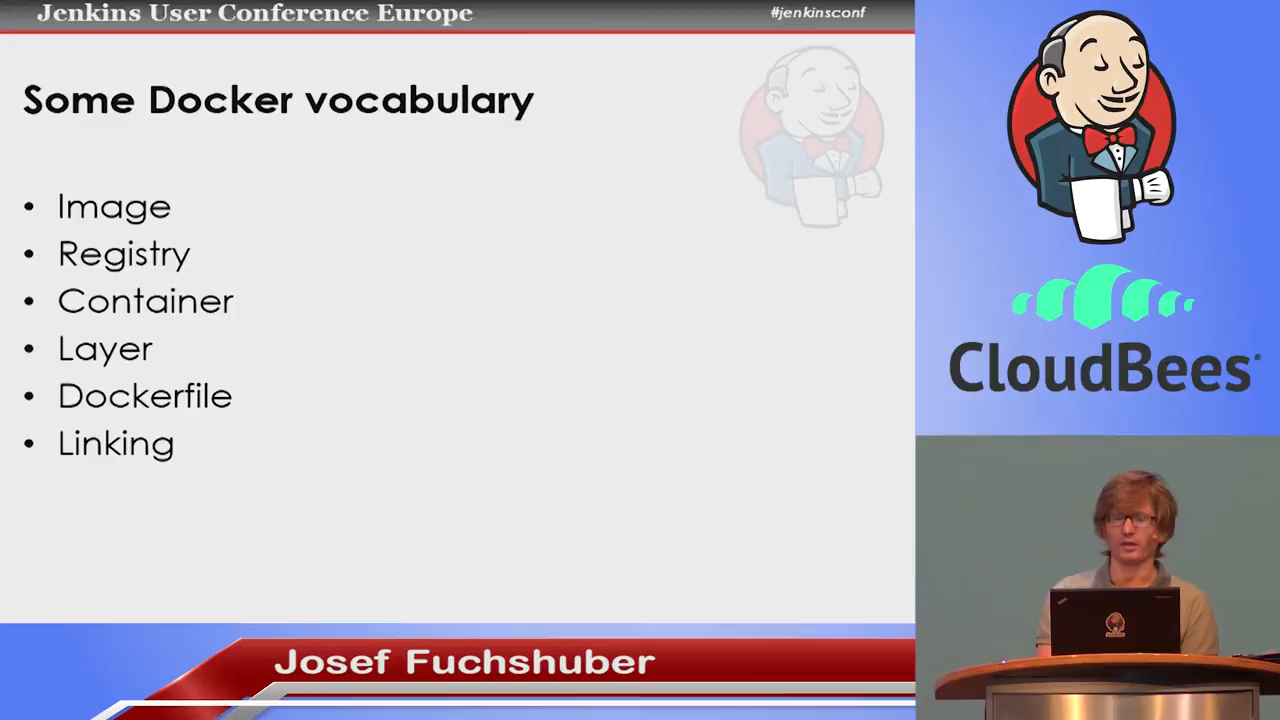 Jenkins User Conference Europe
#jenkinsconf
Some Docker vocabulary
• Image
• Registry
• Container
• Layer
• Dockerfile
• Linking
CloudBees
Josef Fuchshuber